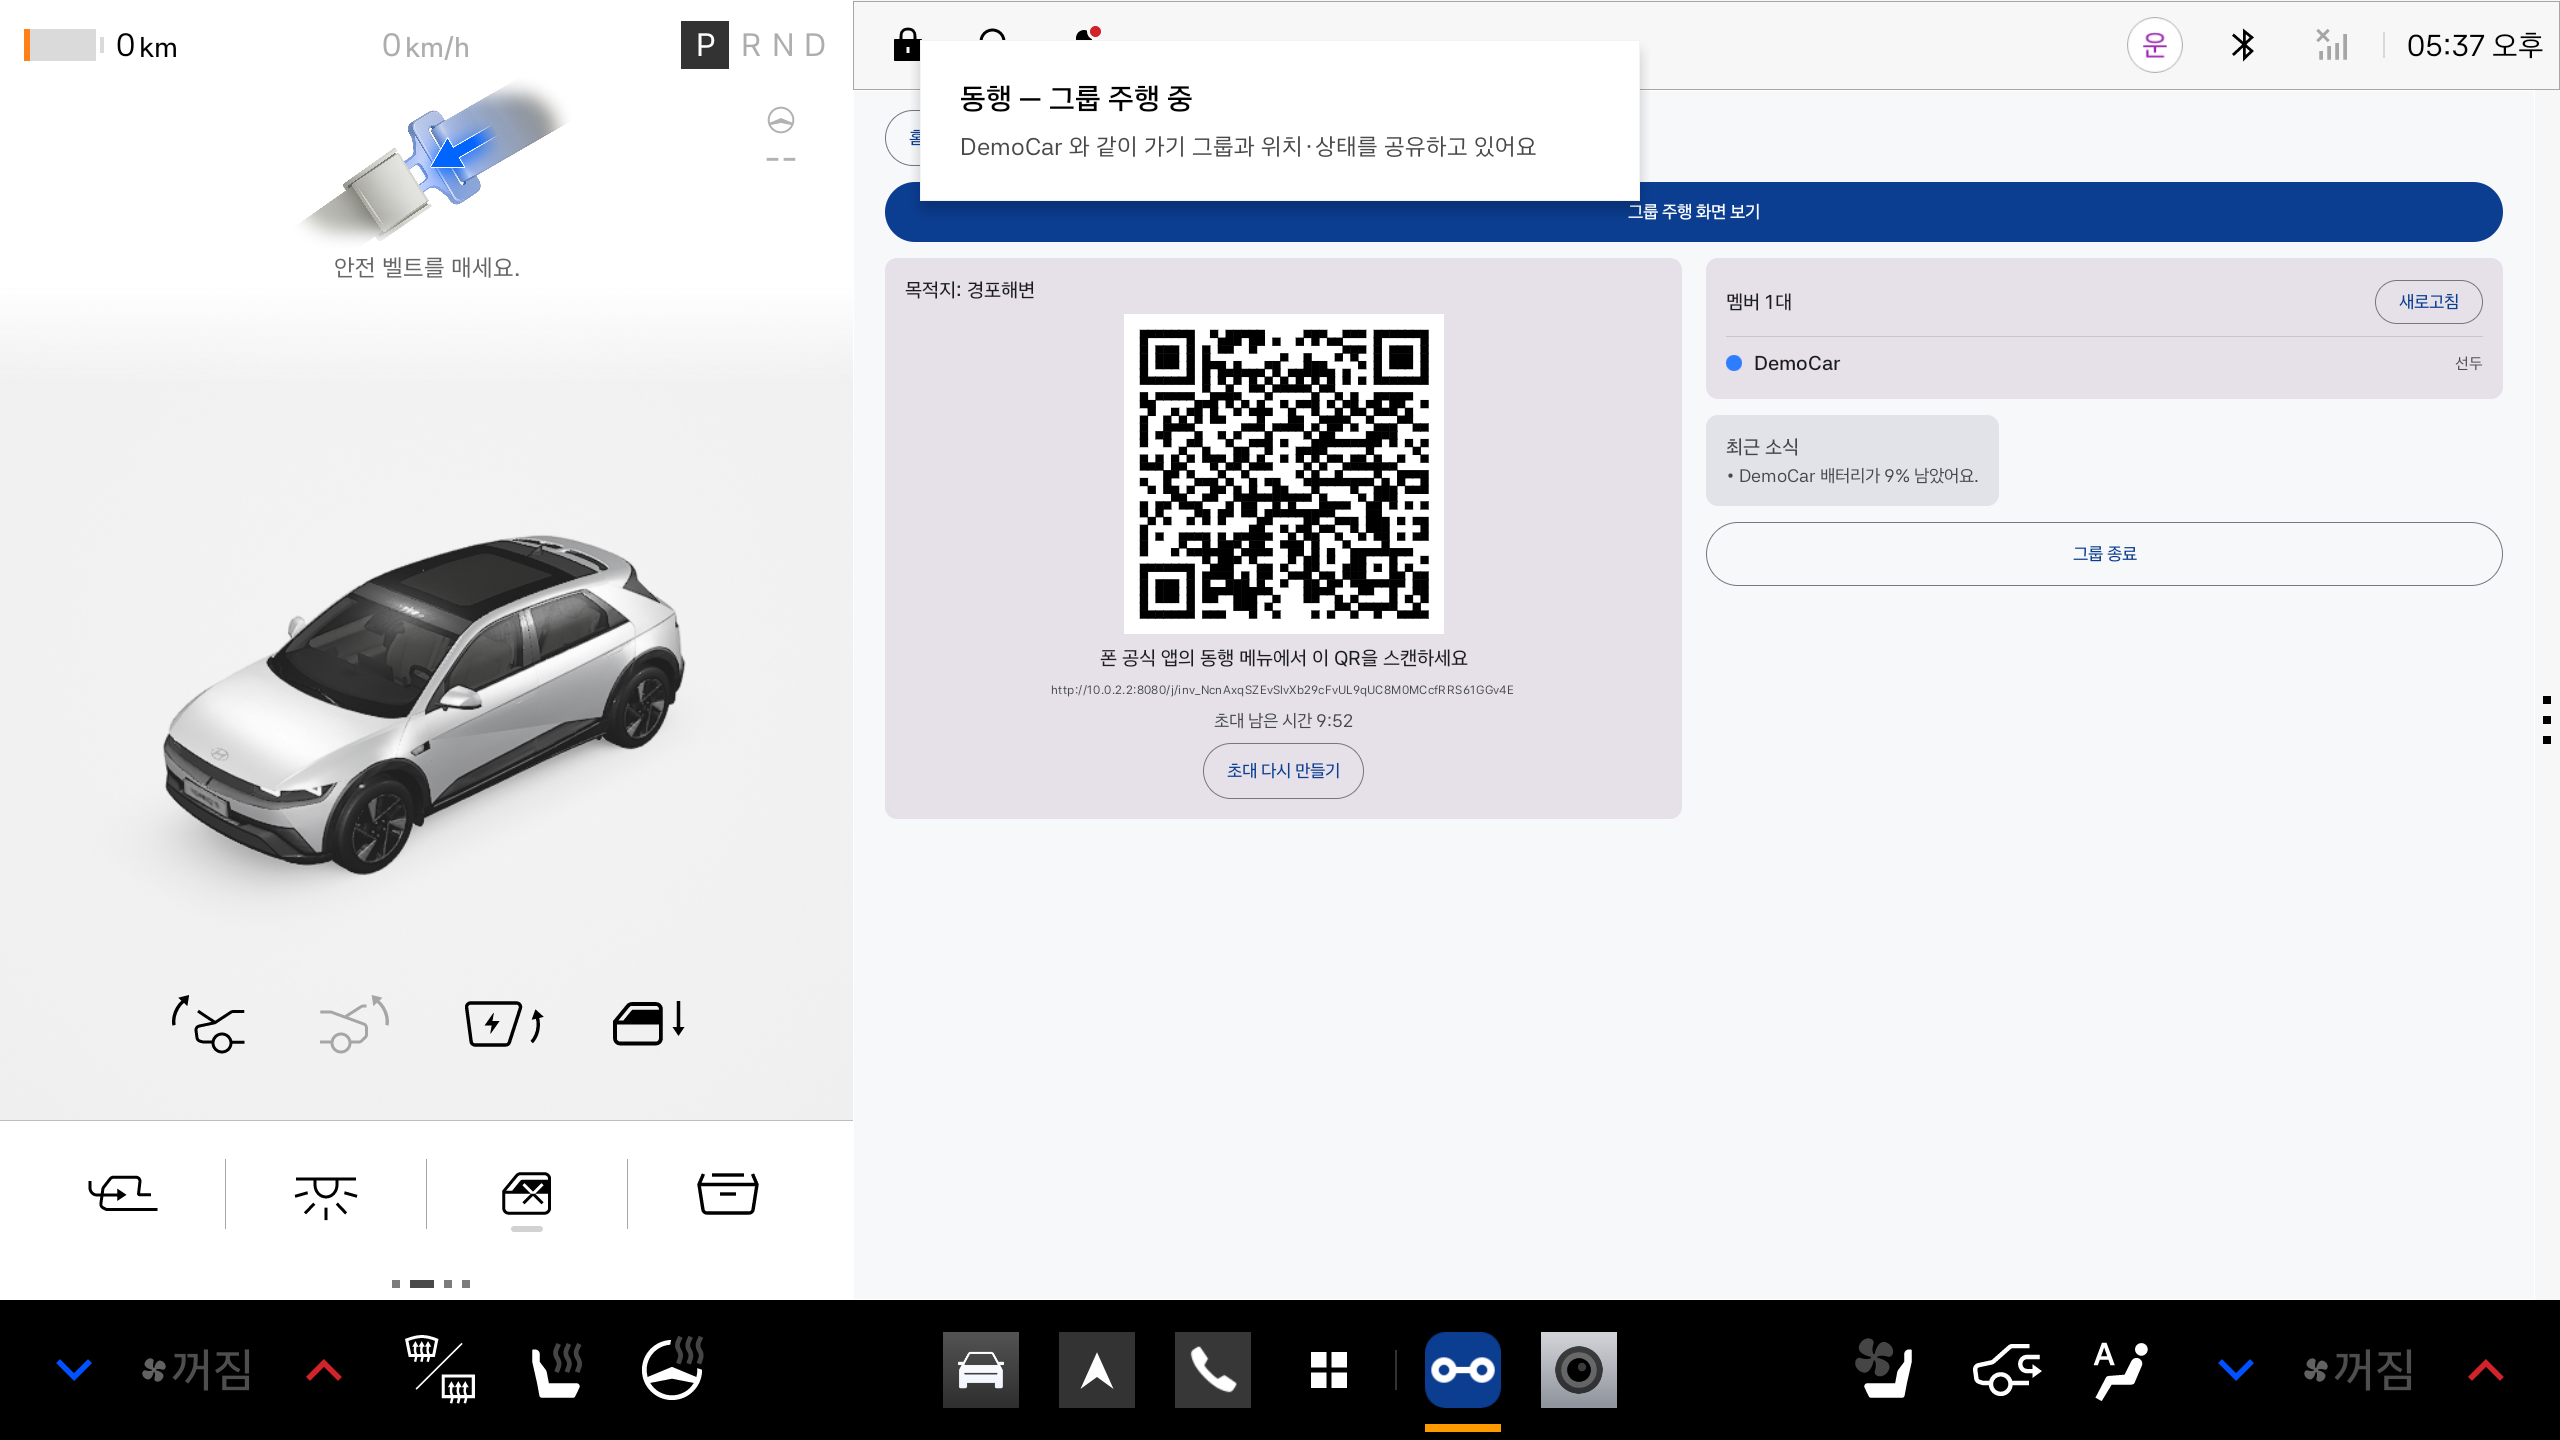 0 km
0 km/h
P R N D
운
05:37 오후
동행 — 그룹 주행 중
DemoCar 와 같이 가기 그룹과 위치·상태를 공유하고 있어요
안전 벨트를 매세요.
그룹 주행 화면 보기
목적지: 경포해변
폰 공식 앱의 동행 메뉴에서 이 QR을 스캔하세요
http://10.0.2.2:8080/j/inv_NcnAxqSZEvSlvXb29cFvUL9qUC8M0MCcfRRS61GGv4E
초대 남은 시간 9:52
초대 다시 만들기
멤버 1대
새로고침
DemoCar
선두
최근 소식
• DemoCar 배터리가 9% 남았어요.
그룹 종료
꺼짐
A
꺼짐